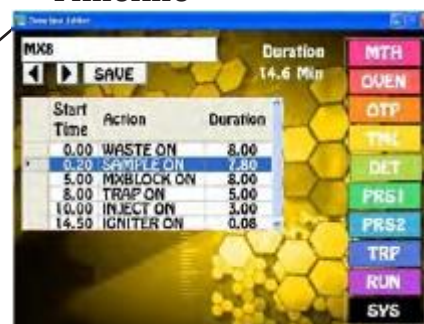 Timeline Editor
MX8
Duration
14.6 Min
SAVE
Start Time Action Duration
0.00 WASTE ON 8.00
0.20 SAMPLE ON 7.80
5.00 MXBLOCK ON 8.00
8.00 TRAP ON 5.00
10.00 INJECT ON 3.00
14.50 IGNITER ON 0.08
MTH
OVEN
OTP
TML
DET
PRS1
PRS2
TRP
RUN
SYS